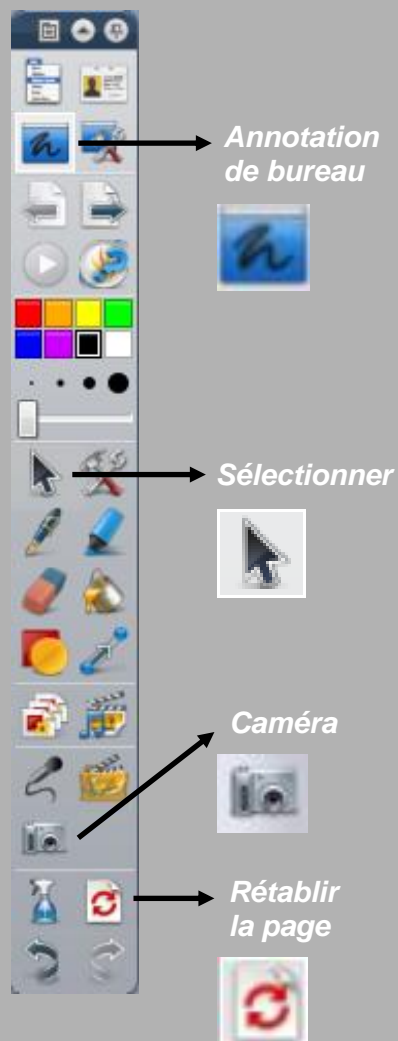 Annotation
de bureau
Sélectionner
Caméra
Rétablir
la page